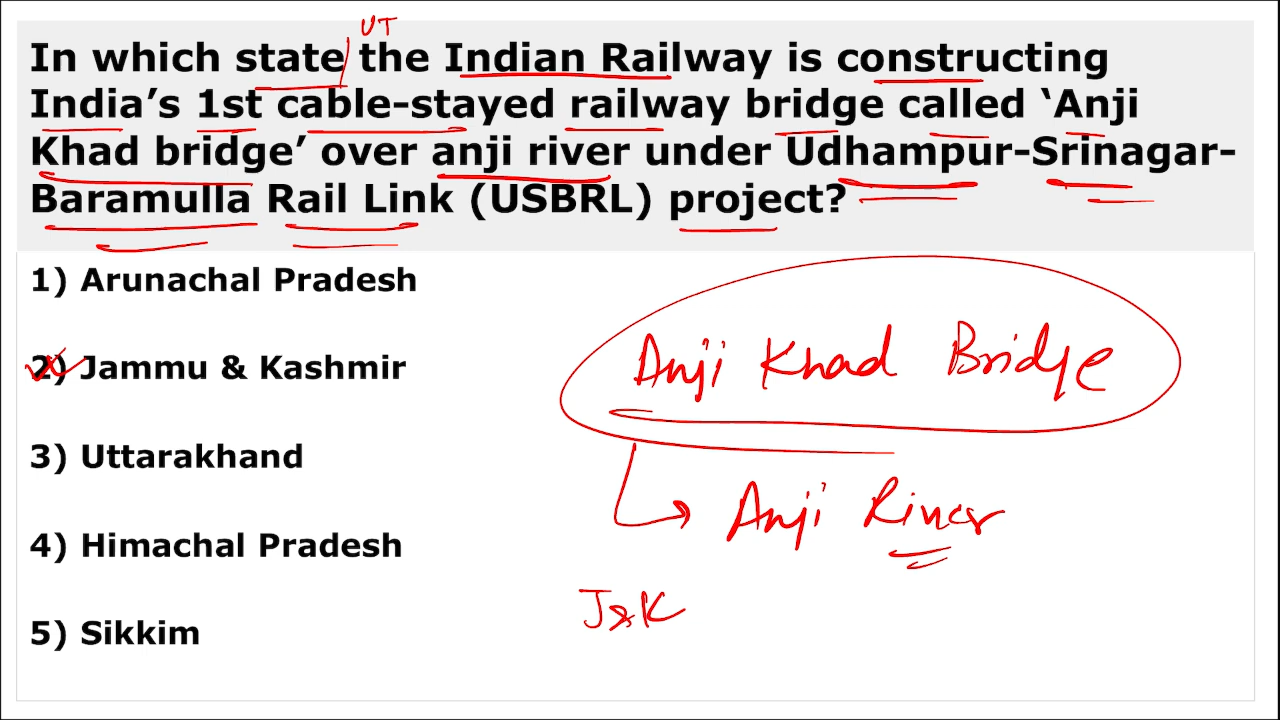 UT
In which state the Indian Railway is constructing
India’s 1st cable-stayed railway bridge called ‘Anji
Khad bridge’ over anji river under Udhampur-Srinagar-
Baramulla Rail Link (USBRL) project?
1) Arunachal Pradesh
2) Jammu & Kashmir
3) Uttarakhand
4) Himachal Pradesh
5) Sikkim
Anji Khad Bridge
Anji River
J&K